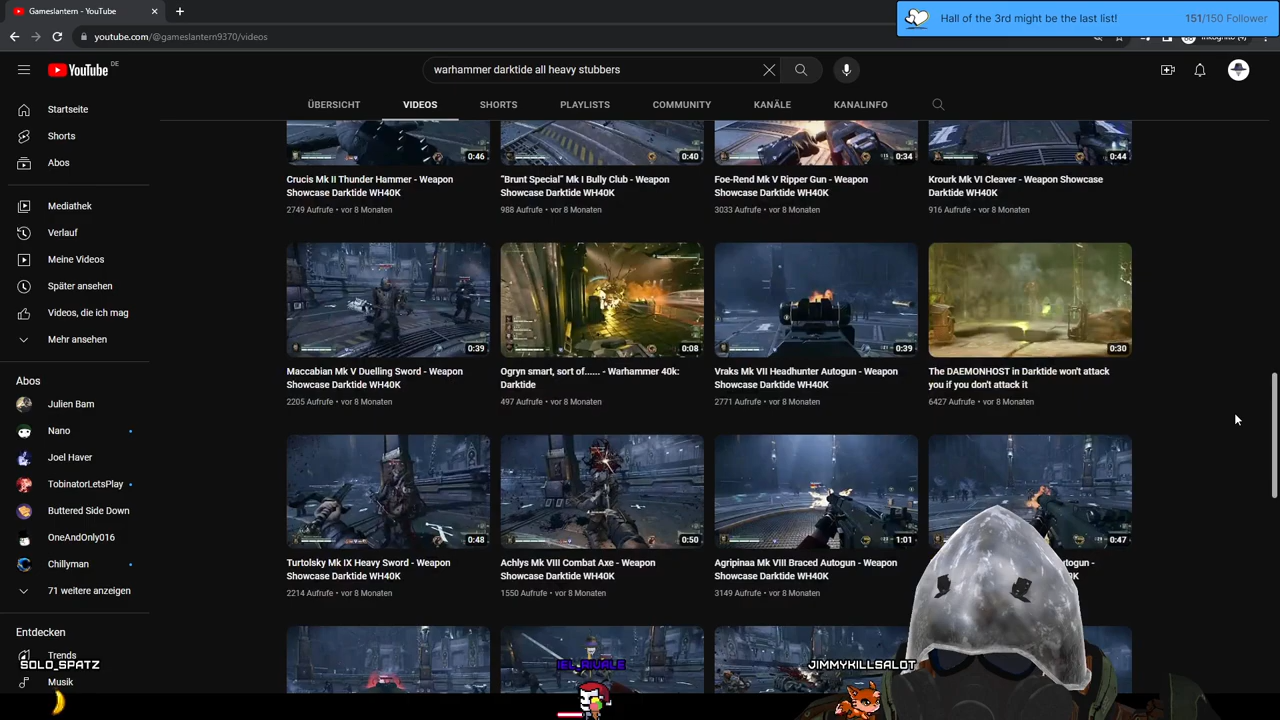 Gameslantern - YouTube
Hall of the 3rd might be the last list!
151/150 Follower
youtube.com/@gameslantern9370/videos
YouTube
DE
warhammer darktide all heavy stubbers
ÜBERSICHT
VIDEOS
SHORTS
PLAYLISTS
COMMUNITY
KANÄLE
KANALINFO
Startseite
Shorts
Abos
Mediathek
Verlauf
Meine Videos
Später ansehen
Videos, die ich mag
Mehr ansehen
Abos
Julien Bam
Nano
Joel Haver
TobinatorLetsPlay
Buttered Side Down
OneAndOnly016
Chillyman
71 weitere anzeigen
Entdecken
Trends
Musik
0:46
0:40
0:34
0:44
Crucis Mk II Thunder Hammer - Weapon
Showcase Darktide WH40K
2749 Aufrufe • vor 8 Monaten
"Brunt Special" Mk I Bully Club - Weapon
Showcase Darktide WH40K
988 Aufrufe • vor 8 Monaten
Foe-Rend Mk V Ripper Gun - Weapon
Showcase Darktide WH40K
3033 Aufrufe • vor 8 Monaten
Krourk Mk VI Cleaver - Weapon Showcase
Darktide WH40K
916 Aufrufe • vor 8 Monaten
0:39
0:08
0:39
0:30
Maccabian Mk V Duelling Sword - Weapon
Showcase Darktide WH40K
2205 Aufrufe • vor 8 Monaten
Ogryn smart, sort of...... - Warhammer 40k:
Darktide
497 Aufrufe • vor 8 Monaten
Vraks Mk VII Headhunter Autogun - Weapon
Showcase Darktide WH40K
2771 Aufrufe • vor 8 Monaten
The DAEMONHOST in Darktide won't attack
you if you don't attack it
6427 Aufrufe • vor 8 Monaten
0:48
0:50
1:01
0:47
Turtolsky Mk IX Heavy Sword - Weapon
Showcase Darktide WH40K
2214 Aufrufe • vor 8 Monaten
Achlys Mk VIII Combat Axe - Weapon
Showcase Darktide WH40K
1550 Aufrufe • vor 8 Monaten
Agripinaa Mk VIII Braced Autogun - Weapon
Showcase Darktide WH40K
3149 Aufrufe • vor 8 Monaten
SOLO_SPATZ
IEL_RIVALE
JIMMYKILLSALOT